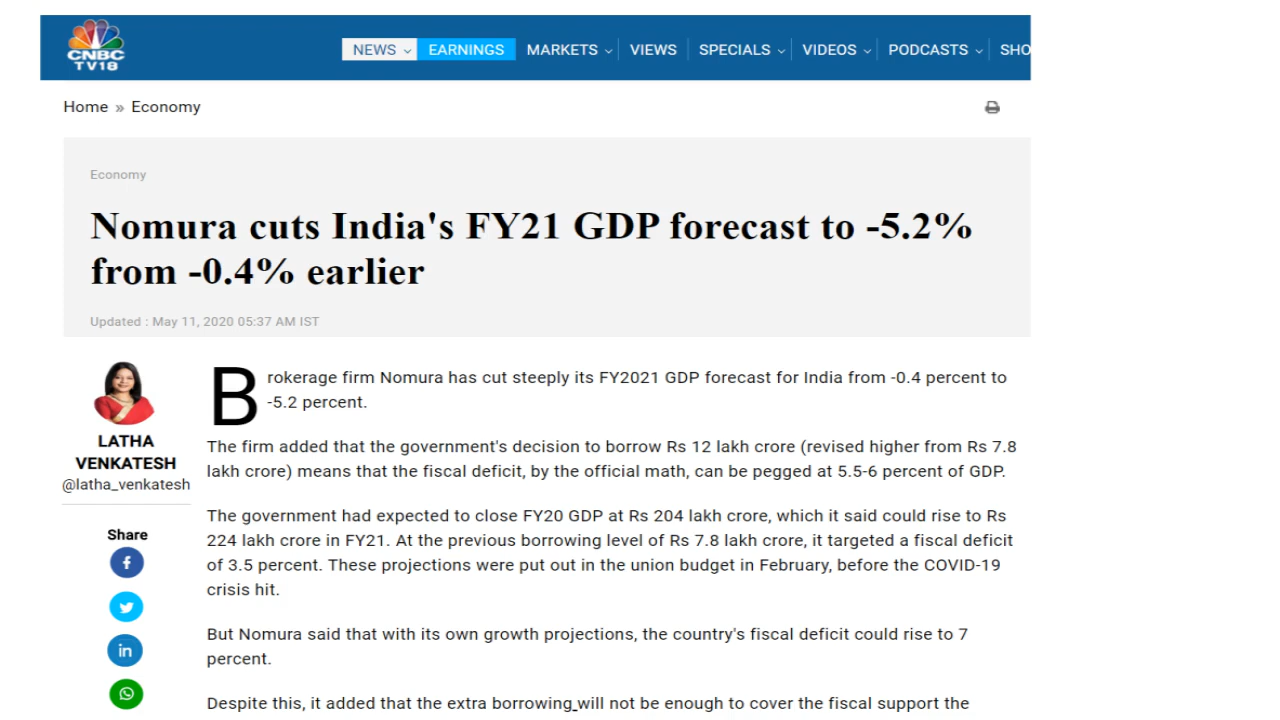 CNBC
TV18
NEWS EARNINGS MARKETS VIEWS SPECIALS VIDEOS PODCASTS SHO
Home » Economy
Economy
Nomura cuts India's FY21 GDP forecast to -5.2%
from -0.4% earlier
Updated : May 11, 2020 05:37 AM IST
LATHA
VENKATESH
@latha_venkatesh
Share
Brokerage firm Nomura has cut steeply its FY2021 GDP forecast for India from -0.4 percent to
-5.2 percent.
The firm added that the government's decision to borrow Rs 12 lakh crore (revised higher from Rs 7.8
lakh crore) means that the fiscal deficit, by the official math, can be pegged at 5.5-6 percent of GDP.
The government had expected to close FY20 GDP at Rs 204 lakh crore, which it said could rise to Rs
224 lakh crore in FY21. At the previous borrowing level of Rs 7.8 lakh crore, it targeted a fiscal deficit
of 3.5 percent. These projections were put out in the union budget in February, before the COVID-19
crisis hit.
But Nomura said that with its own growth projections, the country's fiscal deficit could rise to 7
percent.
Despite this, it added that the extra borrowing will not be enough to cover the fiscal support the